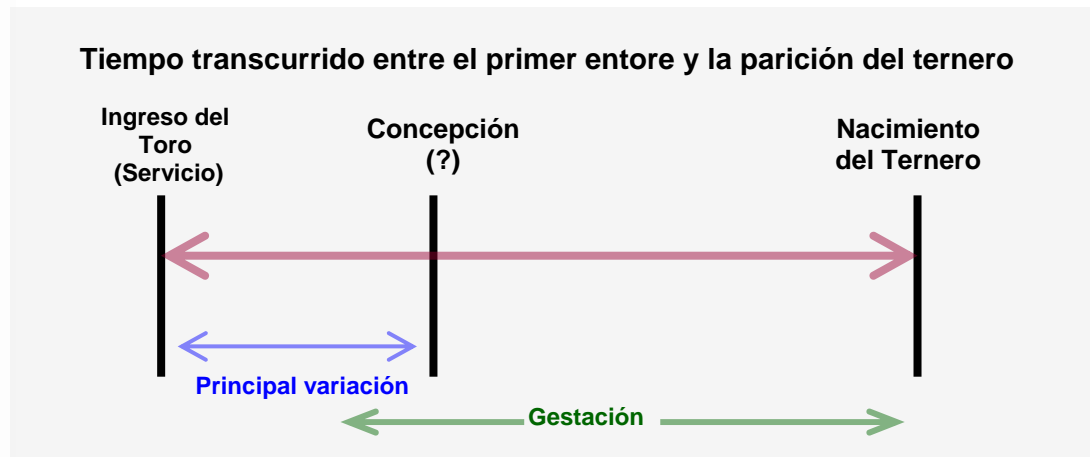 Tiempo transcurrido entre el primer entore y la parición del ternero
Ingreso del
Toro
(Servicio)
Concepción
(?)
Nacimiento
del Ternero
Principal variación
Gestación